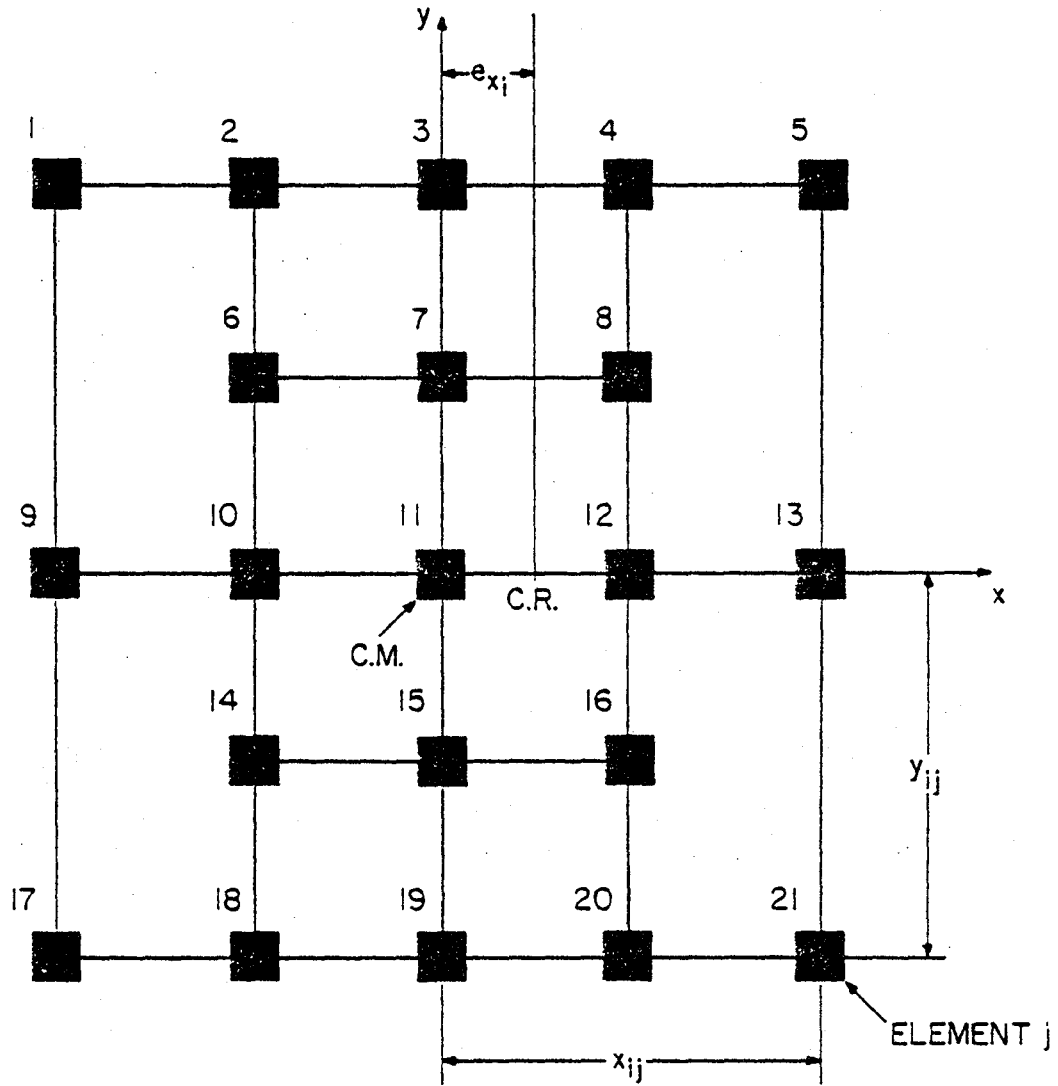 y
e_{x_i}
1 2 3 4 5
6 7 8
9 10 11 12 13
x
C.R.
C.M.
14 15 16
y_{ij}
17 18 19 20 21
ELEMENT j
x_{ij}